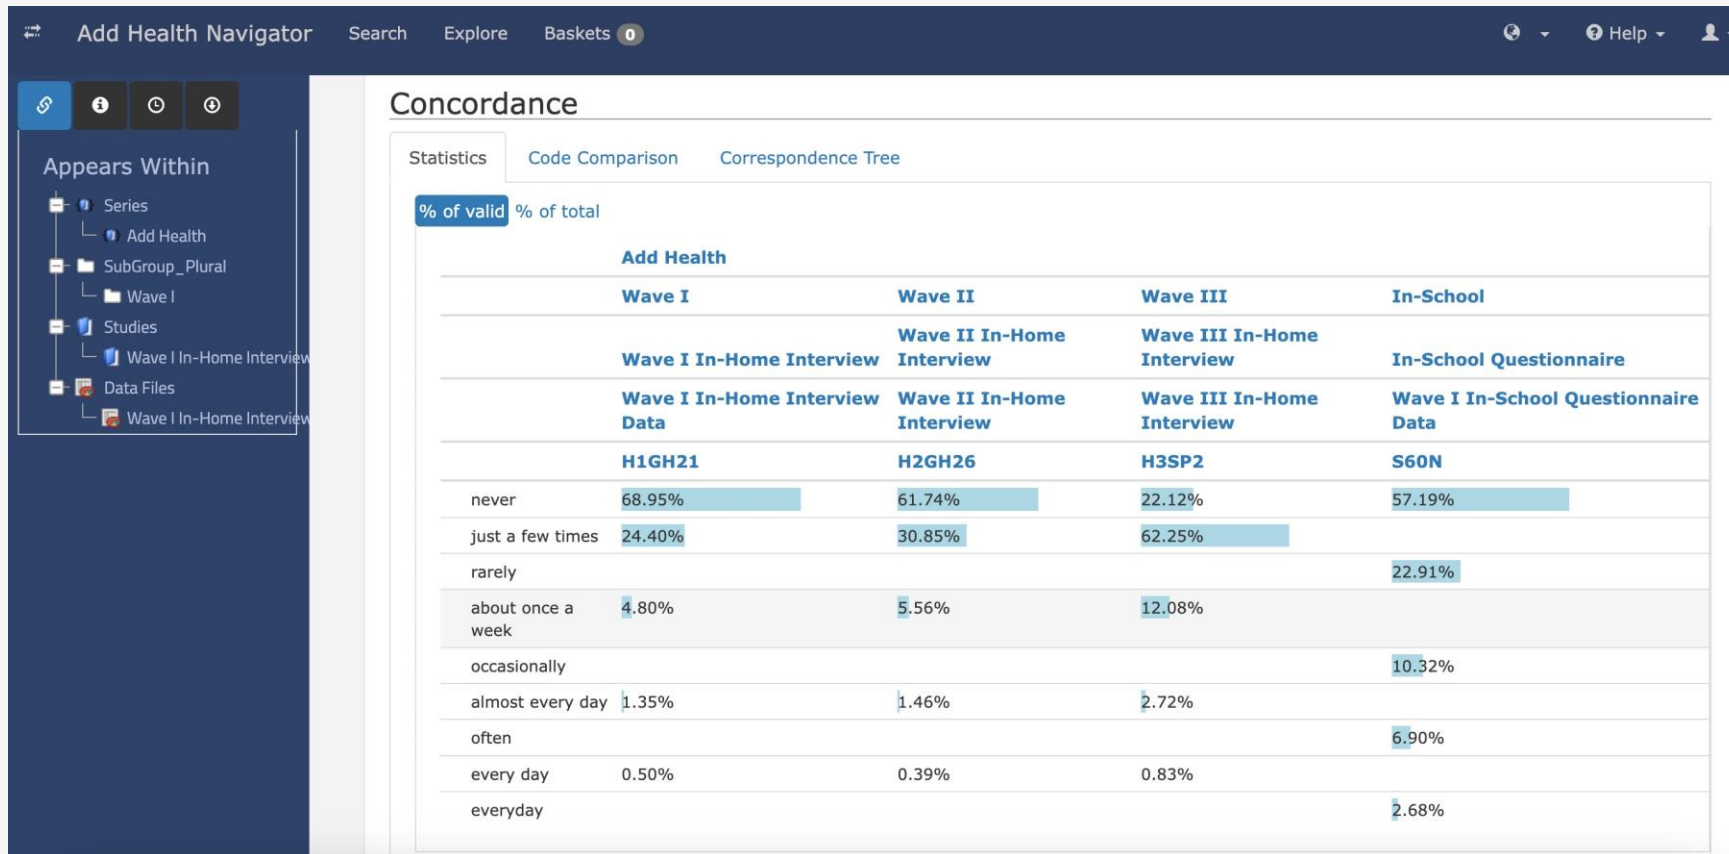 Add Health Navigator Search Explore Baskets 0 Help
Appears Within
Series
Add Health
SubGroup_Plural
Wave I
Studies
Wave I In-Home Interview
Data Files
Wave I In-Home Interview
Concordance
Statistics Code Comparison Correspondence Tree
% of valid % of total
Add Health
Wave I Wave II Wave III In-School
Wave I In-Home Interview Wave II In-Home Interview Wave III In-Home Interview In-School Questionnaire
Wave I In-Home Interview Data Wave II In-Home Interview Wave III In-Home Interview Wave I In-School Questionnaire Data
H1GH21 H2GH26 H3SP2 S60N
never 68.95% 61.74% 22.12% 57.19%
just a few times 24.40% 30.85% 62.25%
rarely 22.91%
about once a week 4.80% 5.56% 12.08%
occasionally 10.32%
almost every day 1.35% 1.46% 2.72%
often 6.90%
every day 0.50% 0.39% 0.83%
everyday 2.68%